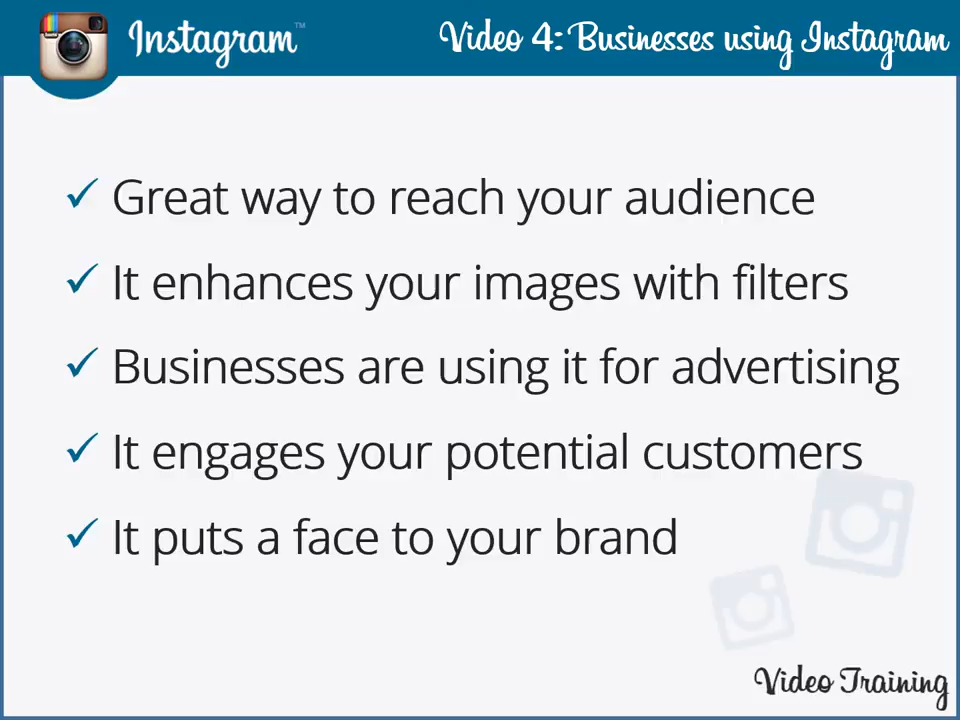 Instagram™
Video 4: Businesses using Instagram
✓ Great way to reach your audience
✓ It enhances your images with filters
✓ Businesses are using it for advertising
✓ It engages your potential customers
✓ It puts a face to your brand
Video Training